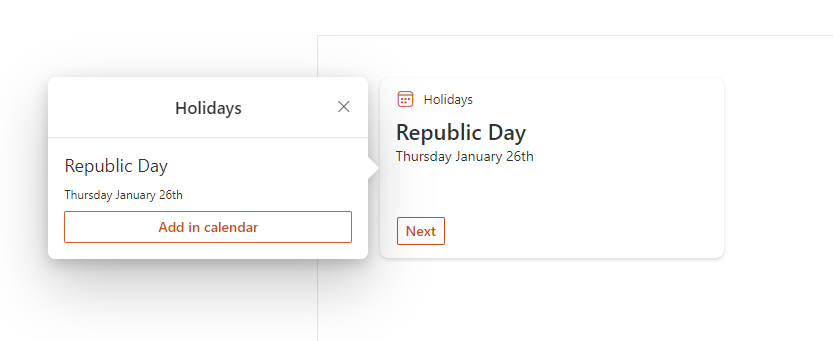 Holidays
Republic Day
Thursday January 26th
Add in calendar
Holidays
Republic Day
Thursday January 26th
Next